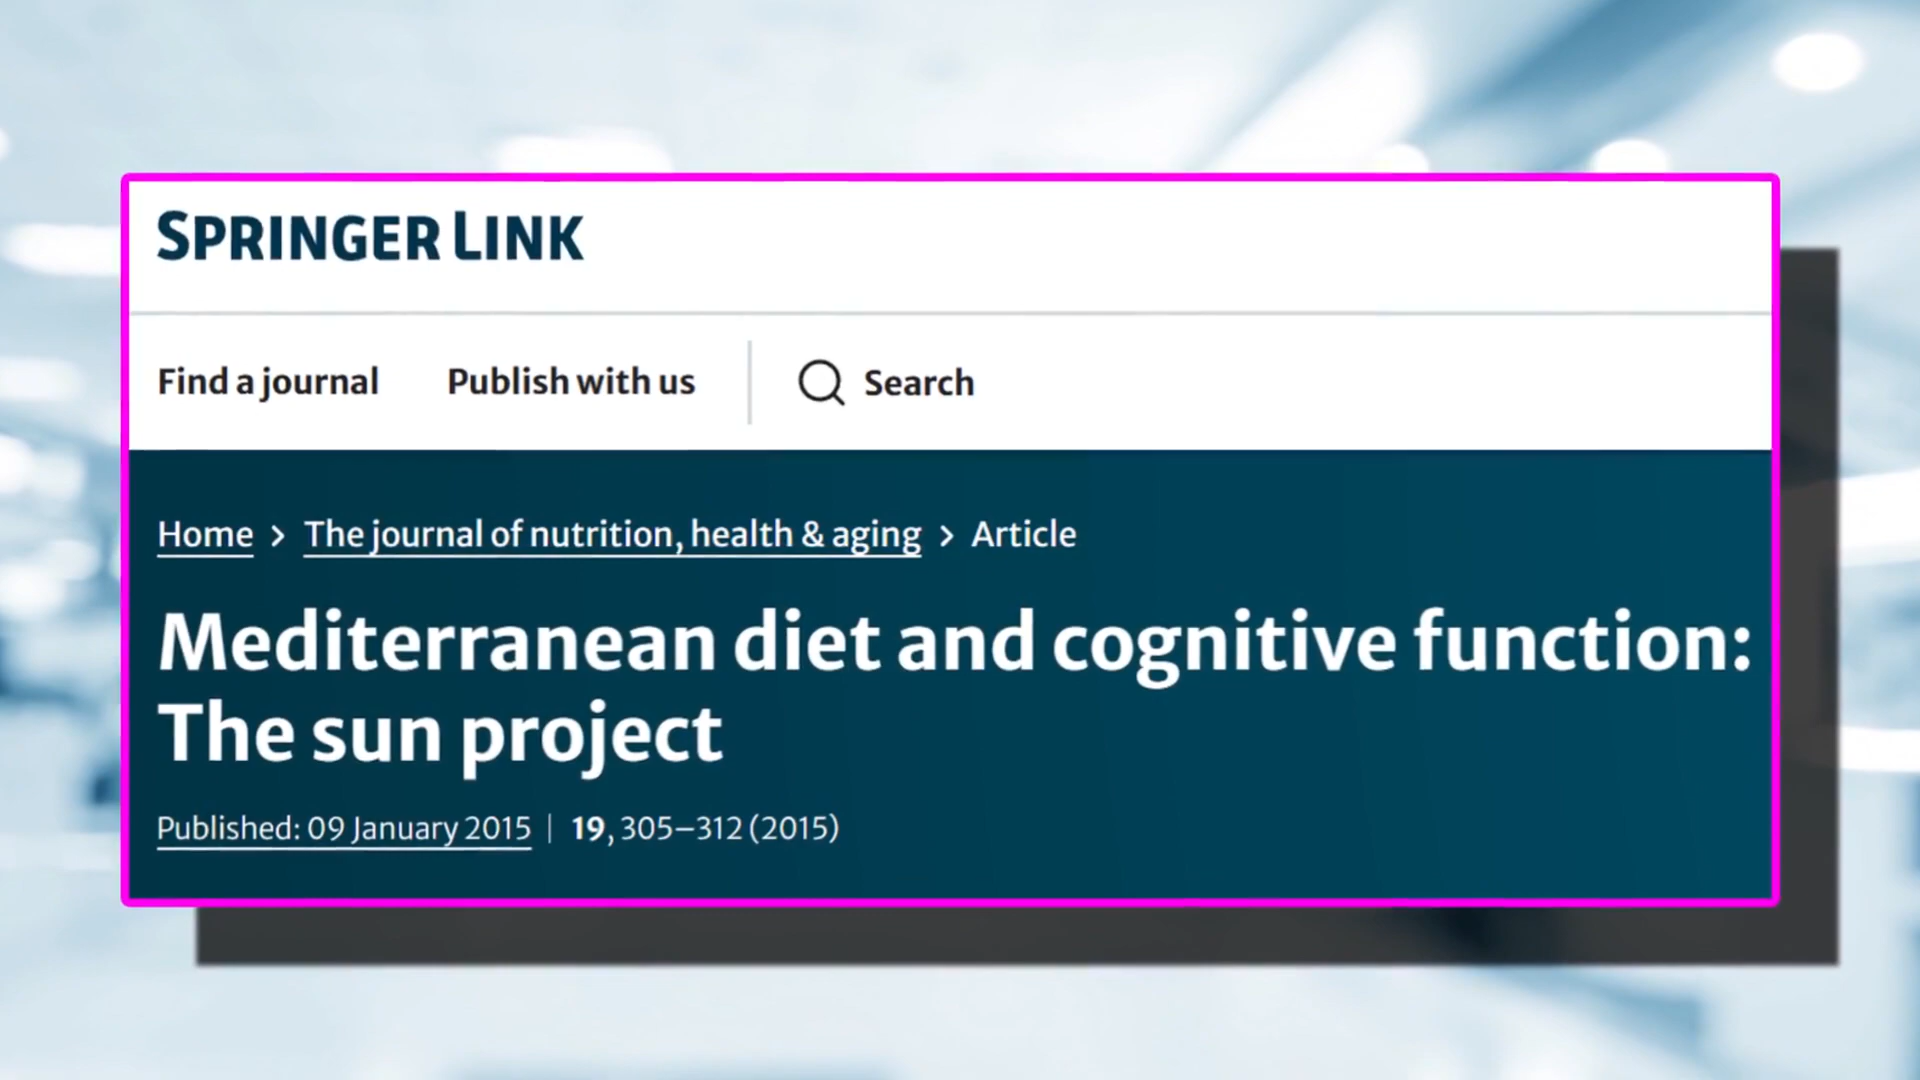 SPRINGER LINK
Find a journal Publish with us Search
Home > The journal of nutrition, health & aging > Article
Mediterranean diet and cognitive function:
The sun project
Published: 09 January 2015 | 19, 305–312 (2015)